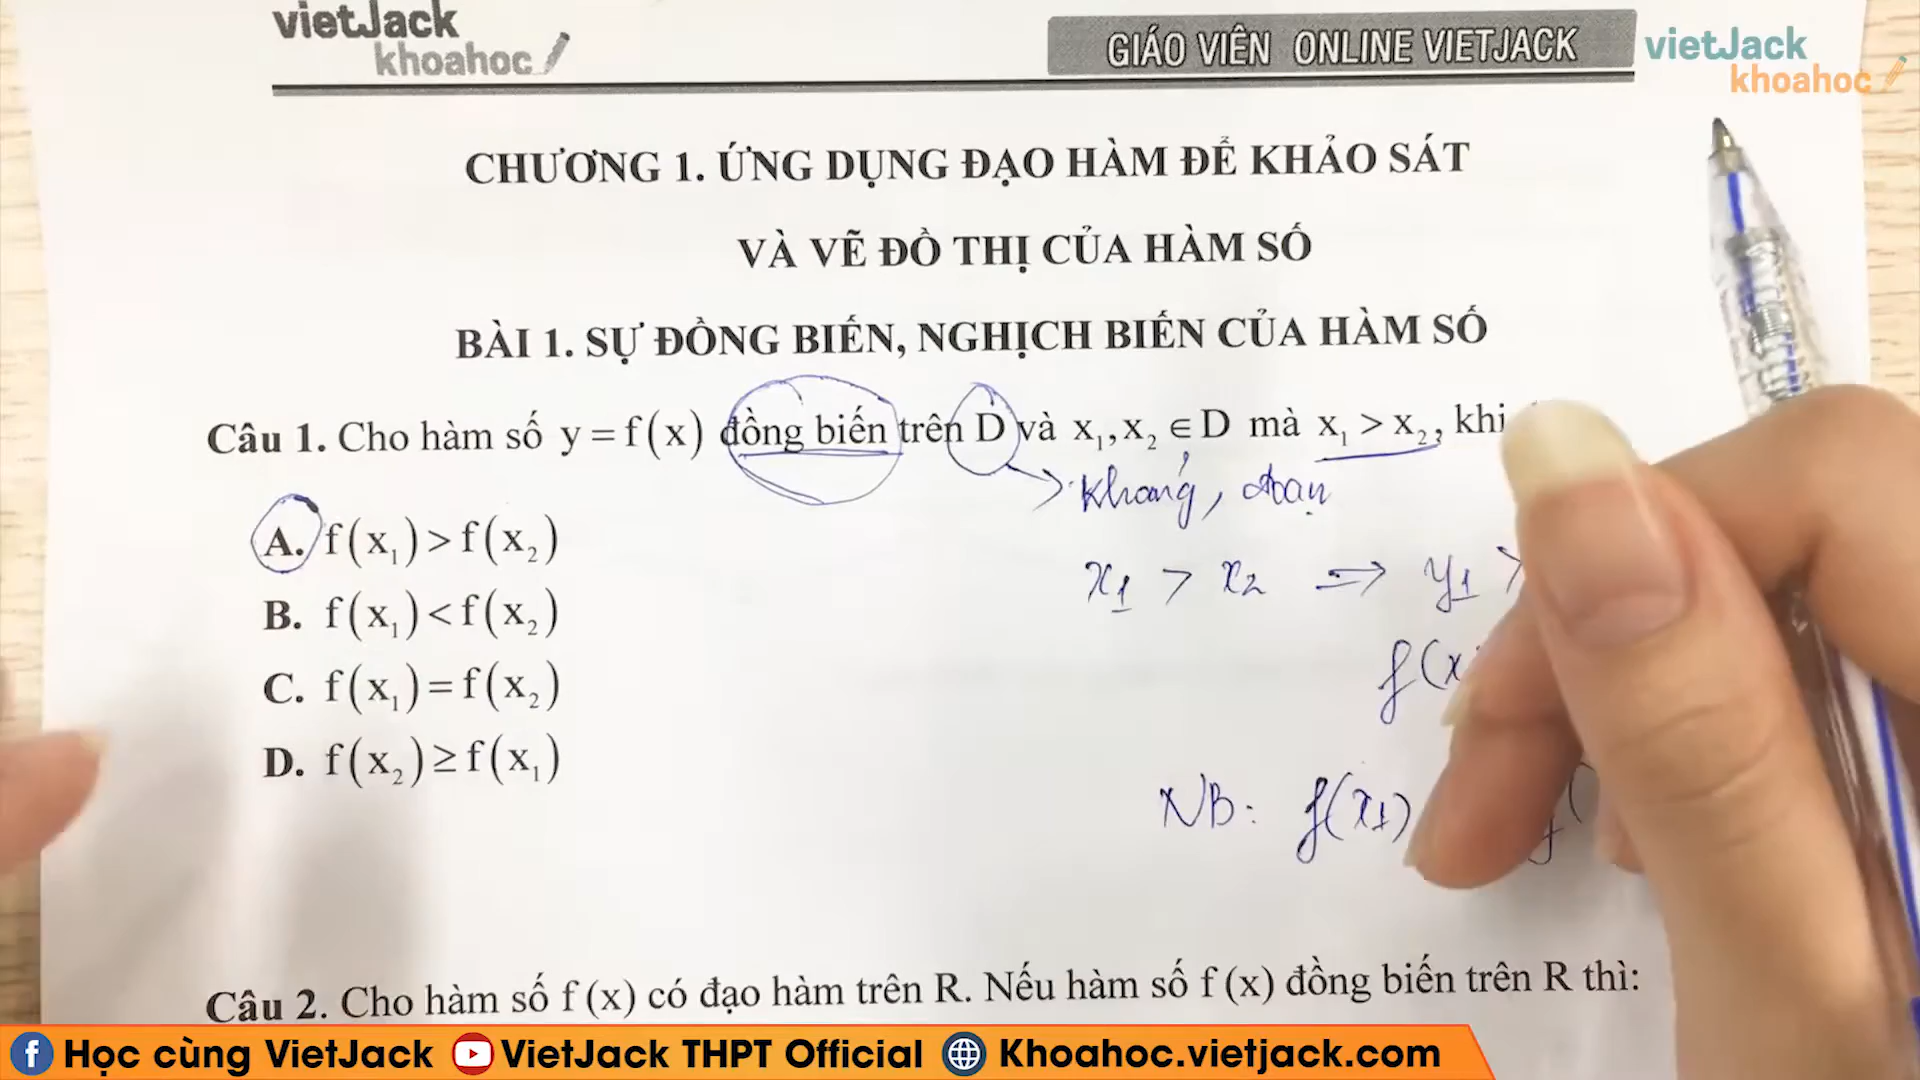 vietJack
khoahoc
GIÁO VIÊN ONLINE VIETJACK
vietJack
khoahoc
CHƯƠNG 1. ỨNG DỤNG ĐẠO HÀM ĐỂ KHẢO SÁT
VÀ VẼ ĐỒ THỊ CỦA HÀM SỐ
BÀI 1. SỰ ĐỒNG BIẾN, NGHỊCH BIẾN CỦA HÀM SỐ
Câu 1. Cho hàm số y = f(x) đồng biến trên D và x₁, x₂ ∈ D mà x₁ > x₂, khi
Khoảng, đoạn
A. f(x₁) > f(x₂)
x₁ > x₂ ⇒ y₁ >
B. f(x₁) < f(x₂)
f(x
C. f(x₁) = f(x₂)
D. f(x₂) ≥ f(x₁)
NB: f(x₁) f(
Câu 2. Cho hàm số f(x) có đạo hàm trên R. Nếu hàm số f(x) đồng biến trên R thì:
Học cùng VietJack VietJack THPT Official Khoahoc.vietjack.com